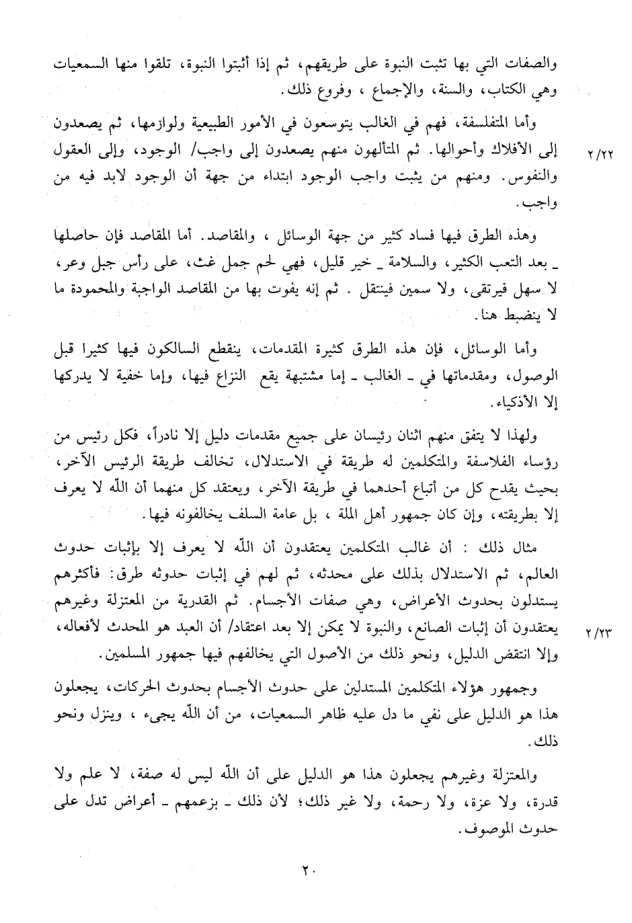 والصفات التي بها تثبت النبوة على طريقهم، ثم إذا أثبتوا النبوة، تلقوا منها السمعيات
وهي الكتاب، والسنة، والإجماع ، وفروع ذلك.
وأما المتفلسفة، فهم في الغالب يتوسعون في الأمور الطبيعية ولوازمها، ثم يصعدون
إلى الأفلاك وأحوالها. ثم المتألهون منهم يصعدون إلى واجب/ الوجود، وإلى العقول
٢/٢٢
والنفوس. ومنهم من يثبت واجب الوجود ابتداء من جهة أن الوجود لابد فيه من
واجب.
وهذه الطرق فيها فساد كثير من جهة الوسائل ، والمقاصد. أما المقاصد فإن حاصلها
ـ بعد التعب الكثير، والسلامة ـ خير قليل، فهي لحم جمل غث، على رأس جبل وعر،
لا سهل فيرتقى، ولا سمين فينتقل . ثم إنه يفوت بها من المقاصد الواجبة والمحمودة ما
لا ينضبط هنا.
وأما الوسائل، فإن هذه الطرق كثيرة المقدمات، ينقطع السالكون فيها كثيرا قبل
الوصول، ومقدماتها في ـ الغالب ـ إما مشتبهة يقع النزاع فيها، وإما خفية لا يدركها
إلا الأذكياء.
ولهذا لا يتفق منهم اثنان رئيسان على جميع مقدمات دليل إلا نادراً، فكل رئيس من
رؤساء الفلاسفة والمتكلمين له طريقة في الاستدلال، تخالف طريقة الرئيس الآخر،
بحيث يقدح كل من أتباع أحدهما في طريقة الآخر، ويعتقد كل منهما أن الله لا يعرف
إلا بطريقته، وإن كان جمهور أهل الملة ، بل عامة السلف يخالفونه فيها.
مثال ذلك : أن غالب المتكلمين يعتقدون أن الله لا يعرف إلا بإثبات حدوث
العالم، ثم الاستدلال بذلك على محدثه، ثم لهم في إثبات حدوثه طرق: فأكثرهم
يستدلون بحدوث الأعراض، وهي صفات الأجسام. ثم القدرية من المعتزلة وغيرهم
يعتقدون أن إثبات الصانع، والنبوة لا يمكن إلا بعد اعتقاد/ أن العبد هو المحدث لأفعاله،
٢/٢٣
وإلا انتقض الدليل، ونحو ذلك من الأصول التي يخالفهم فيها جمهور المسلمين.
وجمهور هؤلاء المتكلمين المستدلين على حدوث الأجسام بحدوث الحركات، يجعلون
هذا هو الدليل على نفي ما دل عليه ظاهر السمعيات، من أن الله يجيء ، وينزل ونحو
ذلك.
والمعتزلة وغيرهم يجعلون هذا هو الدليل على أن الله ليس له صفة، لا علم ولا
قدرة، ولا عزة، ولا رحمة، ولا غير ذلك؛ لأن ذلك ـ بزعمهم ـ أعراض تدل على
حدوث الموصوف.
٢٠